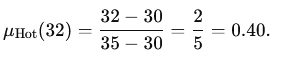 μ_Hot(32) = (32 − 30)/(35 − 30) = 2/5 = 0.40.